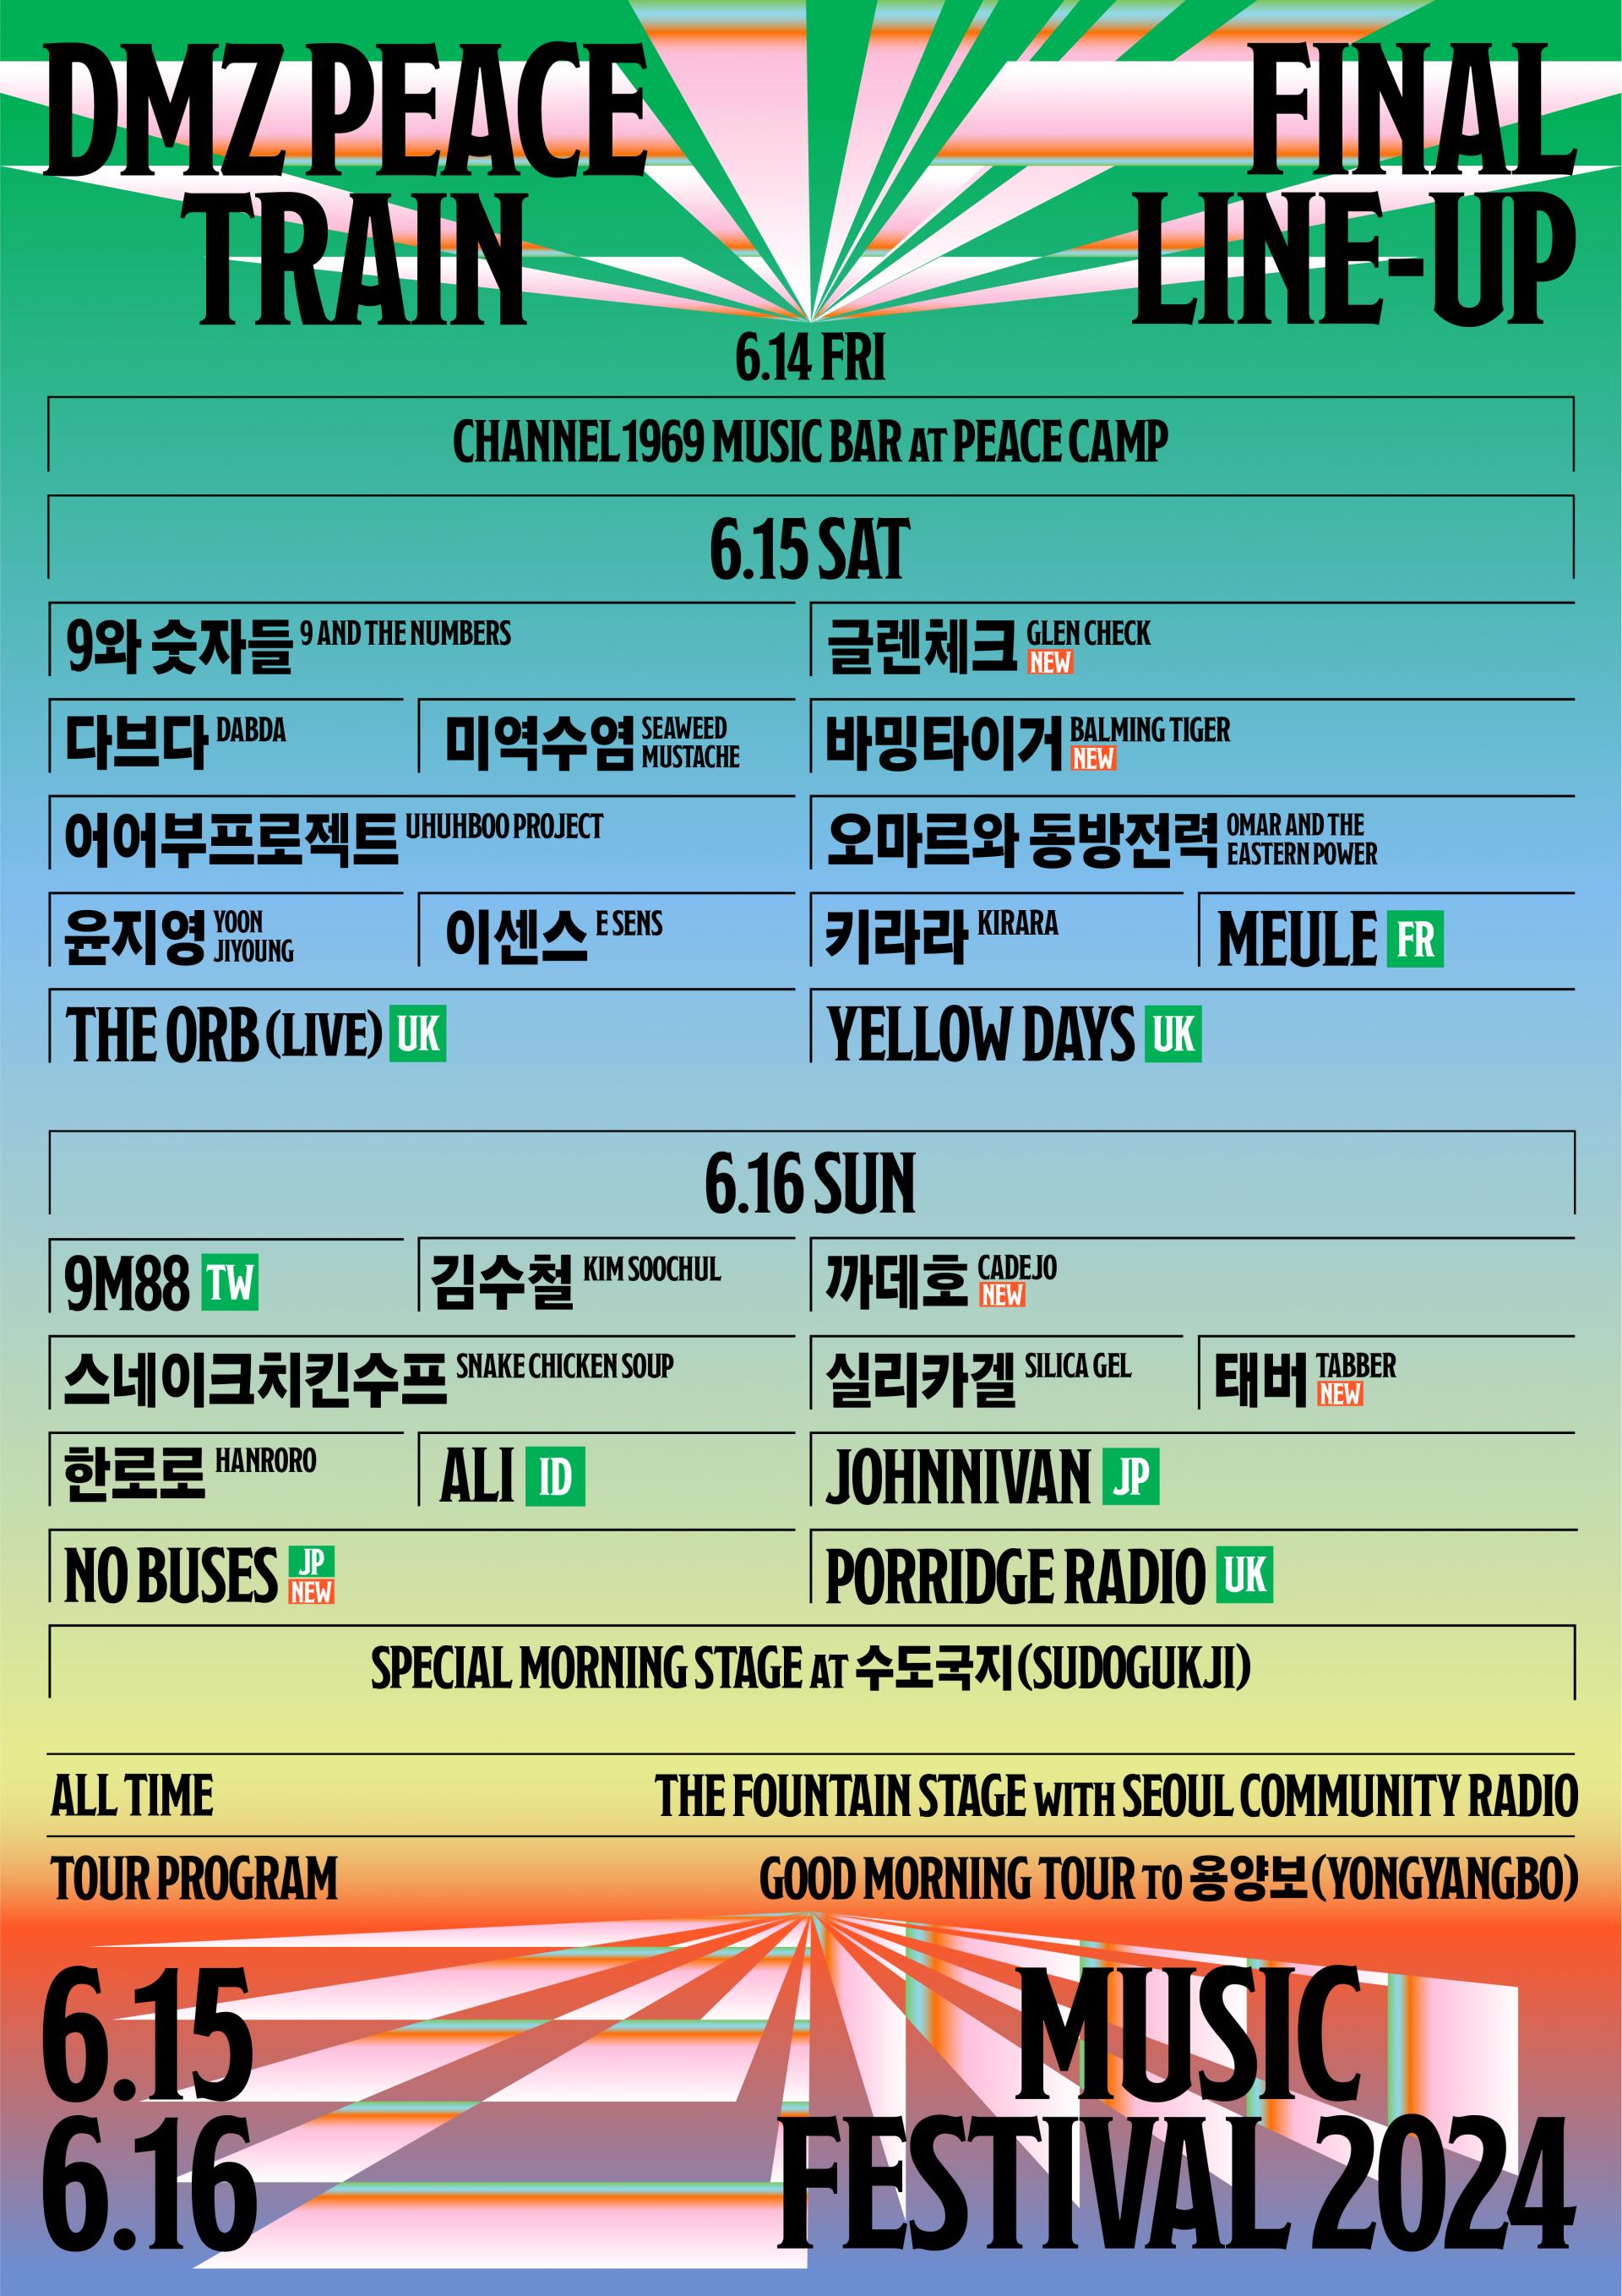 DMZ PEACE
TRAIN
FINAL
LINE-UP
6.14 FRI
CHANNEL1969 MUSIC BAR AT PEACE CAMP
6.15 SAT
9와 숫자들 9 AND THE NUMBERS
글렌체크 GLEN CHECK
NEW
다브다 DABDA
미역수염 SEAWEED
MUSTACHE
바밍타이거 BALMING TIGER
NEW
어어부프로젝트 UHUHBOO PROJECT
오마르와 동방전력 OMAR AND THE
EASTERN POWER
윤지영 YOON
JIYOUNG
이센스 E SENS
키라라 KIRARA
MEULE FR
THE ORB (LIVE) UK
YELLOW DAYS UK
6.16 SUN
9M88 TW
김수철 KIM SOOCHUL
까데호 CADEJO
NEW
스네이크치킨수프 SNAKE CHICKEN SOUP
실리카겔 SILICA GEL
태버 TABBER
NEW
한로로 HANRORO
ALI ID
JOHNNIVAN JP
NO BUSES JP
NEW
PORRIDGE RADIO UK
SPECIAL MORNING STAGE AT 수도국지(SUDOGUKJI)
ALL TIME
THE FOUNTAIN STAGE WITH SEOUL COMMUNITY RADIO
TOUR PROGRAM
GOOD MORNING TOUR TO 용양보(YONGYANGBO)
6.15
6.16
MUSIC
FESTIVAL 2024